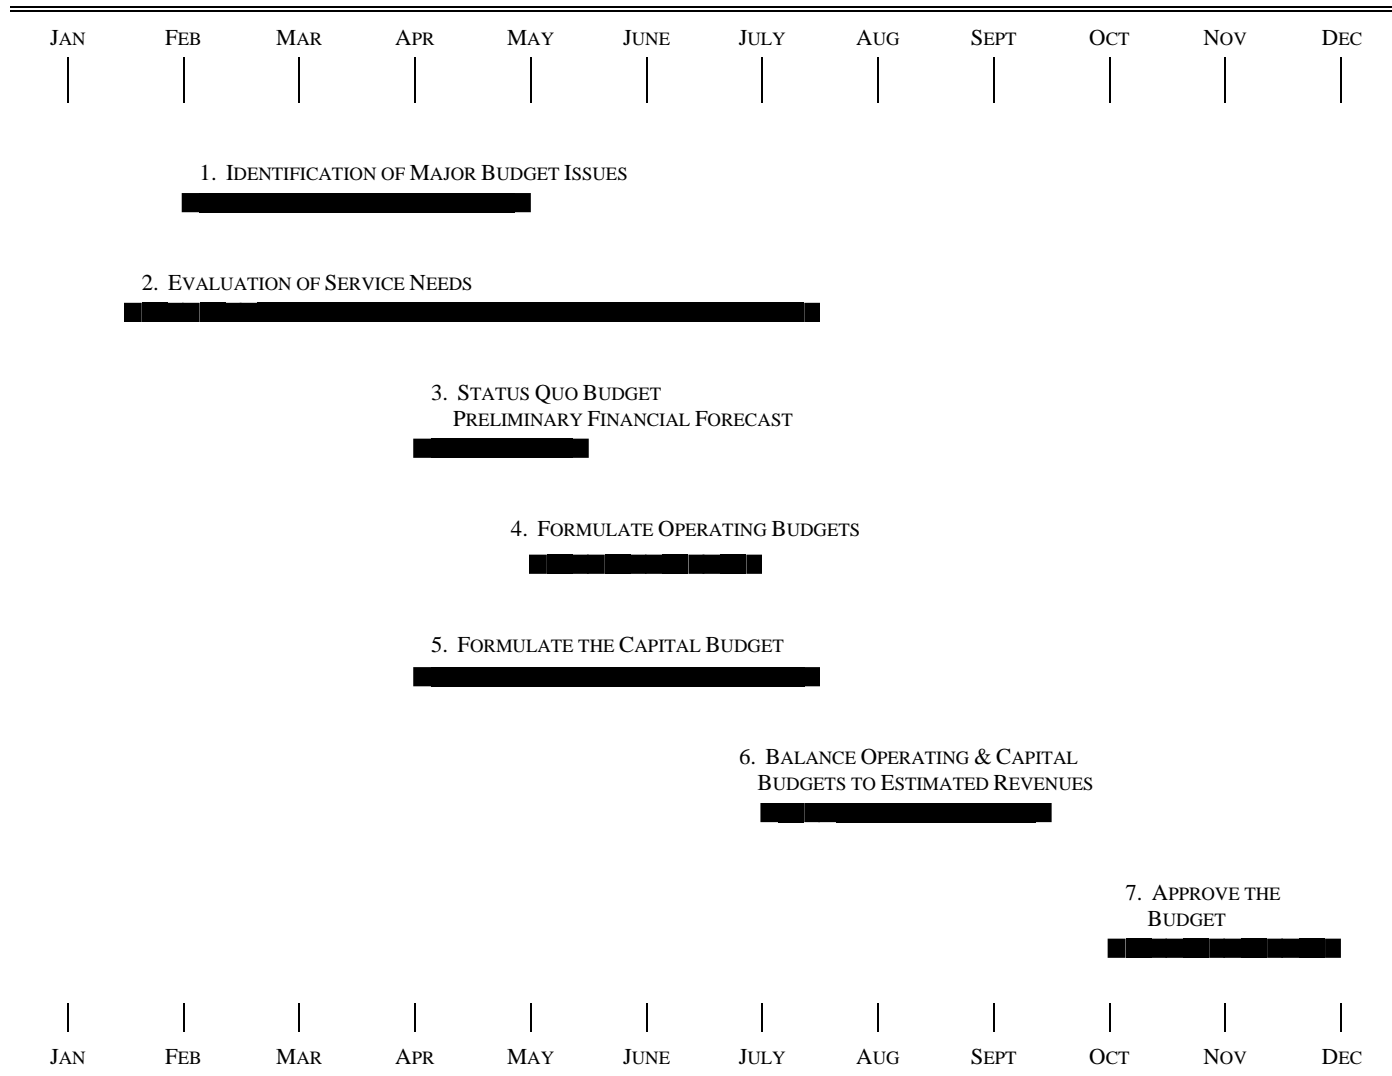 JAN FEB MAR APR MAY JUNE JULY AUG SEPT OCT NOV DEC
1. IDENTIFICATION OF MAJOR BUDGET ISSUES
2. EVALUATION OF SERVICE NEEDS
3. STATUS QUO BUDGET
PRELIMINARY FINANCIAL FORECAST
4. FORMULATE OPERATING BUDGETS
5. FORMULATE THE CAPITAL BUDGET
6. BALANCE OPERATING & CAPITAL
BUDGETS TO ESTIMATED REVENUES
7. APPROVE THE
BUDGET
JAN FEB MAR APR MAY JUNE JULY AUG SEPT OCT NOV DEC